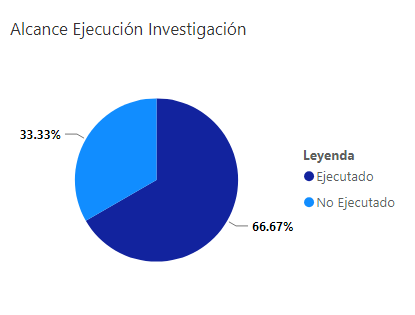 Alcance Ejecución Investigación
33.33%
Leyenda
Ejecutado
No Ejecutado
66.67%